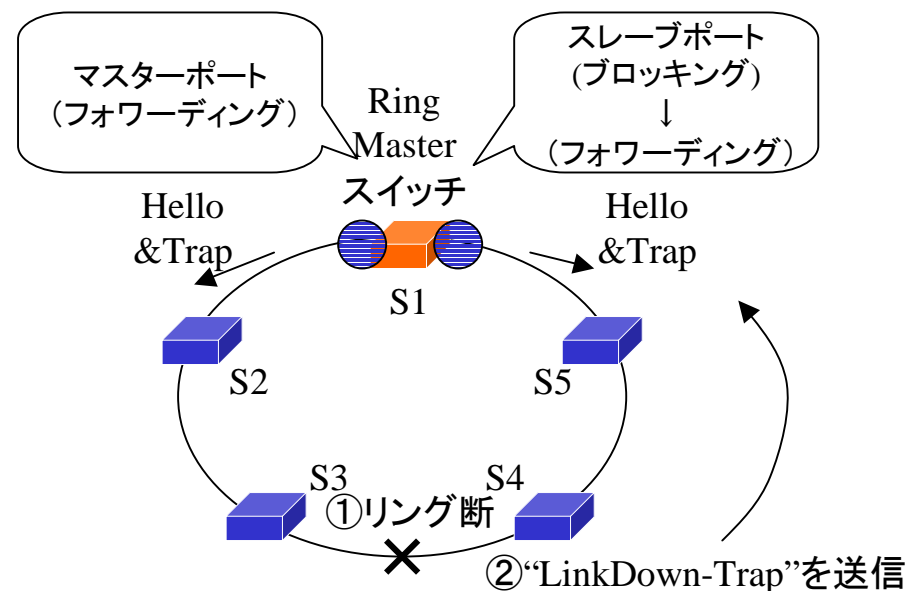 マスターポート
（フォワーディング）
Ring
Master
スイッチ
スレーブポート
(ブロッキング)
↓
（フォワーディング）
Hello
&Trap
Hello
&Trap
S1
S2
S5
S3
S4
①リング断
②“LinkDown-Trap”を送信